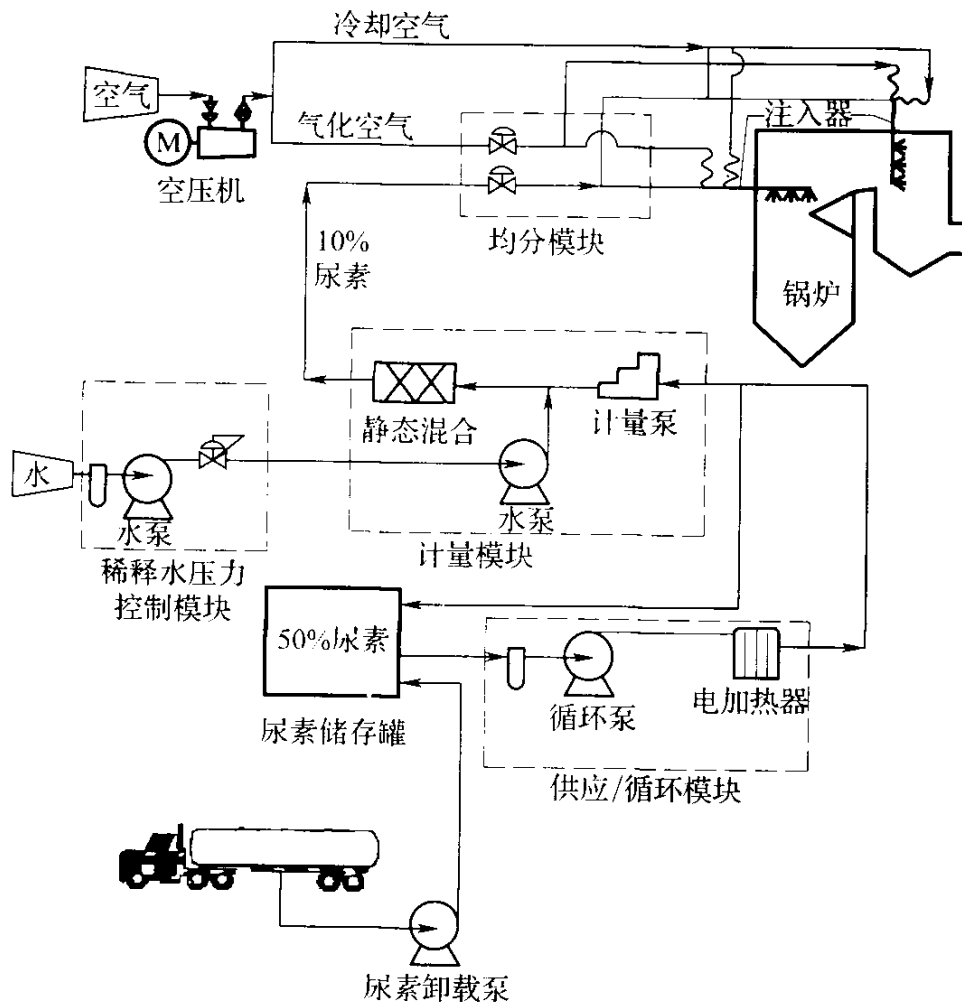 冷却空气
空气
M
空压机
气化空气
注入器
均分模块
10%
尿素
锅炉
静态混合
计量泵
水
水泵
水泵
稀释水压力
控制模块
计量模块
50%尿素
尿素储存罐
循环泵
电加热器
供应/循环模块
尿素卸载泵